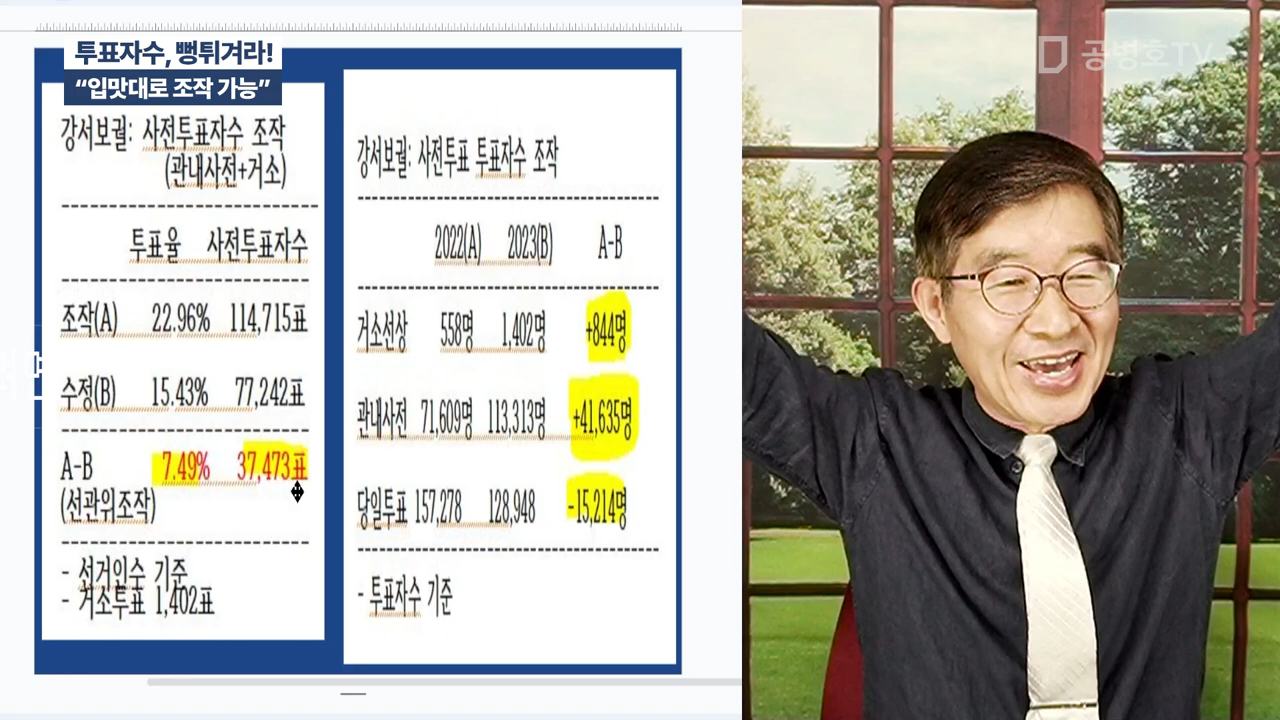 투표자수, 뻥튀겨라!
“입맛대로 조작 가능”
강서보궐: 사전투표자수 조작
(관내사전+거소)
투표율 사전투표자수
조작(A) 22.96% 114,715표
수정(B) 15.43% 77,242표
A-B 7.49% 37,473표
(선관위조작)
- 선거인수 기준
- 거소투표 1,402표
강서보궐: 사전투표 투표자수 조작
2022(A) 2023(B) A-B
거소선상 558명 1,402명 +844명
관내사전 71,609명 113,313명 +41,635명
당일투표 157,278 128,948 -15,214명
- 투표자수 기준
공병호TV